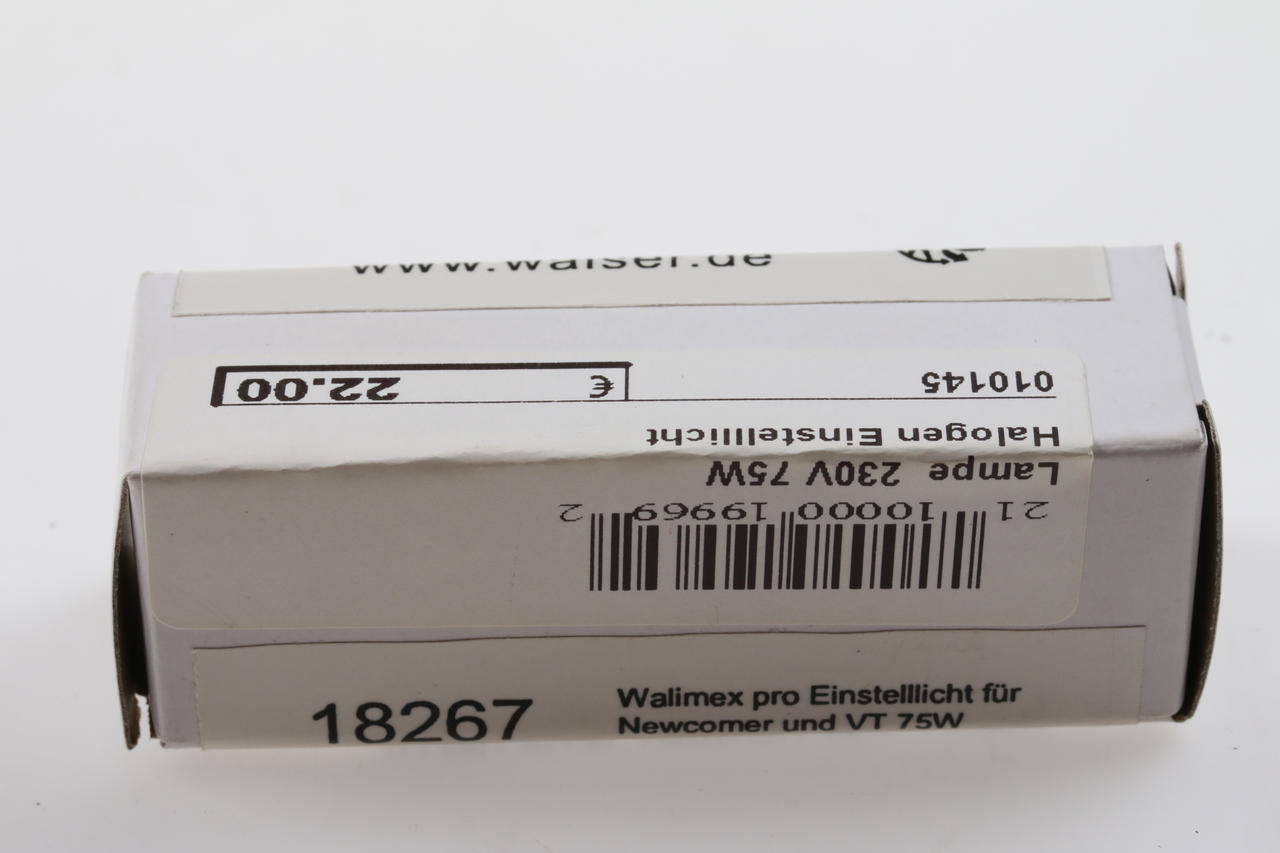 www.walser.de
010145 € 22.00
Halogen Einstelllicht
Lampe 230V 75W
21 10000 19969 2
18267
Walimex pro Einstelllicht für
Newcomer und VT 75W